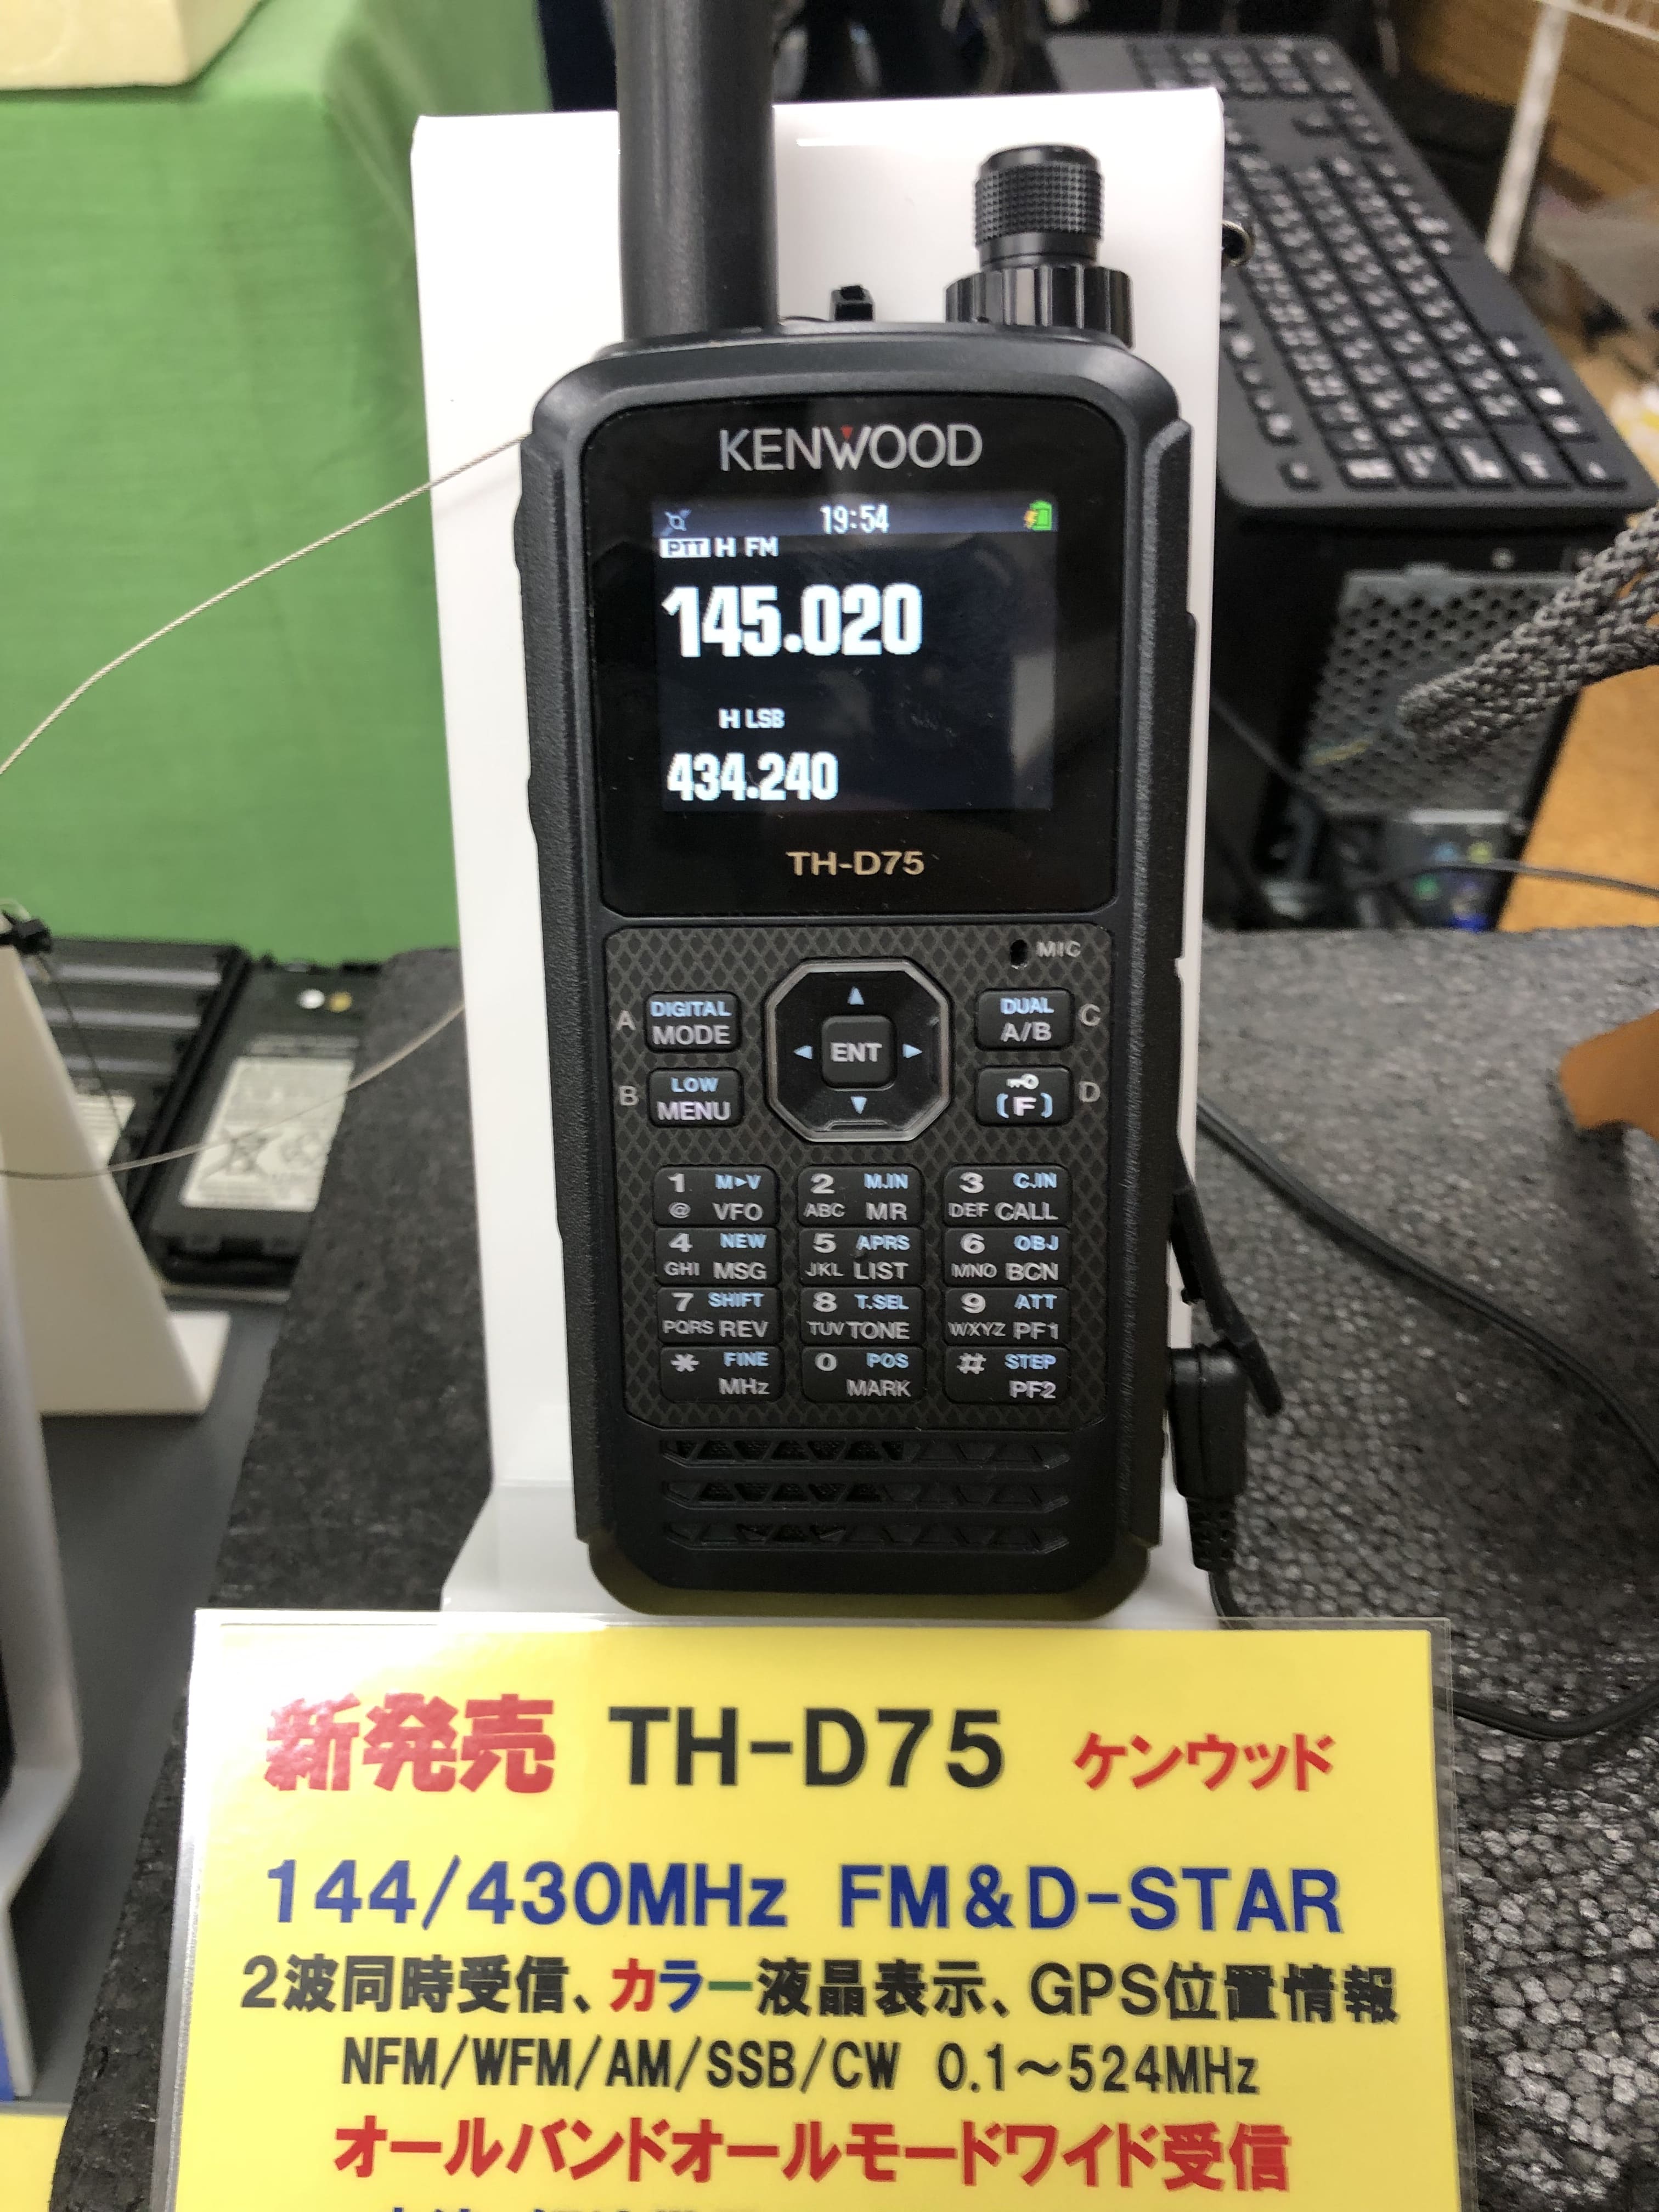 KENWOOD
19:54
PTT H FM
145.020
H LSB
434.240
TH-D75
MIC
A DIGITAL MODE
DUAL A/B C
ENT
B LOW MENU
(F) D
1 M►V @ VFO
2 M.IN ABC MR
3 C.IN DEF CALL
4 NEW GHI MSG
5 APRS JKL LIST
6 OBJ MNO BCN
7 SHIFT PQRS REV
8 T.SEL TUV TONE
9 ATT WXYZ PF1
* FINE MHz
0 POS MARK
# STEP PF2
新発売 TH-D75 ケンウッド
144/430MHz FM&D-STAR
2波同時受信、カラー液晶表示、GPS位置情報
NFM/WFM/AM/SSB/CW 0.1～524MHz
オールバンドオールモードワイド受信